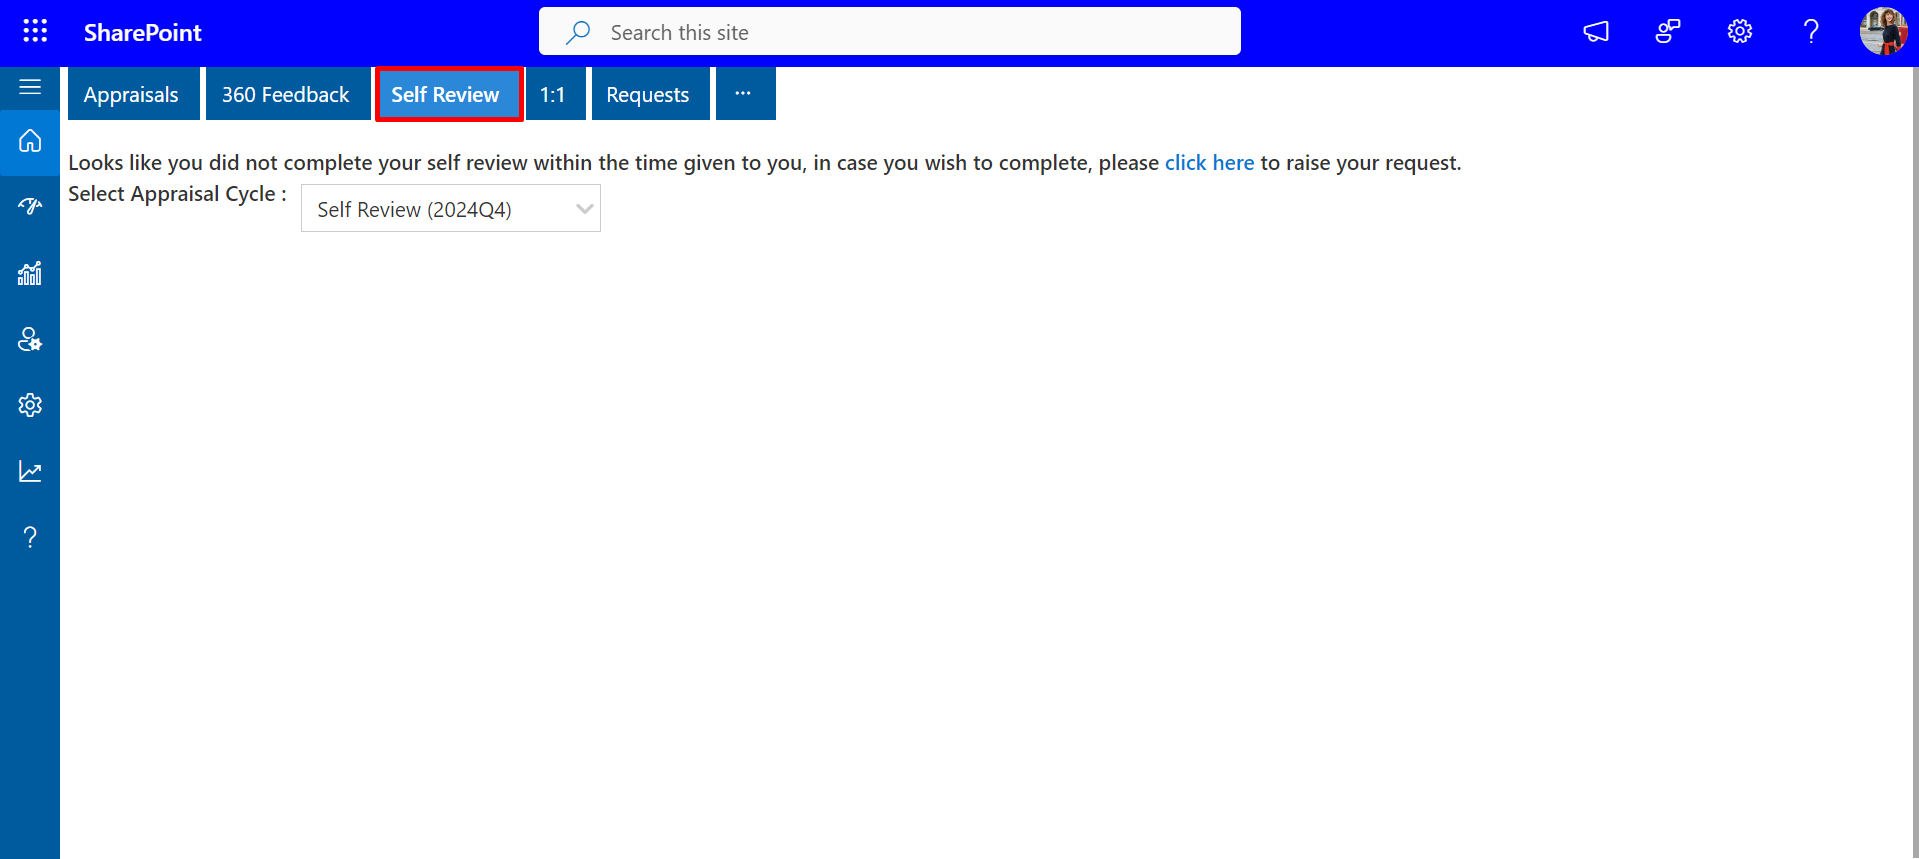 SharePoint
Search this site
Appraisals
360 Feedback
Self Review
1:1
Requests
...
Looks like you did not complete your self review within the time given to you, in case you wish to complete, please click here to raise your request.
Select Appraisal Cycle :
Self Review (2024Q4)